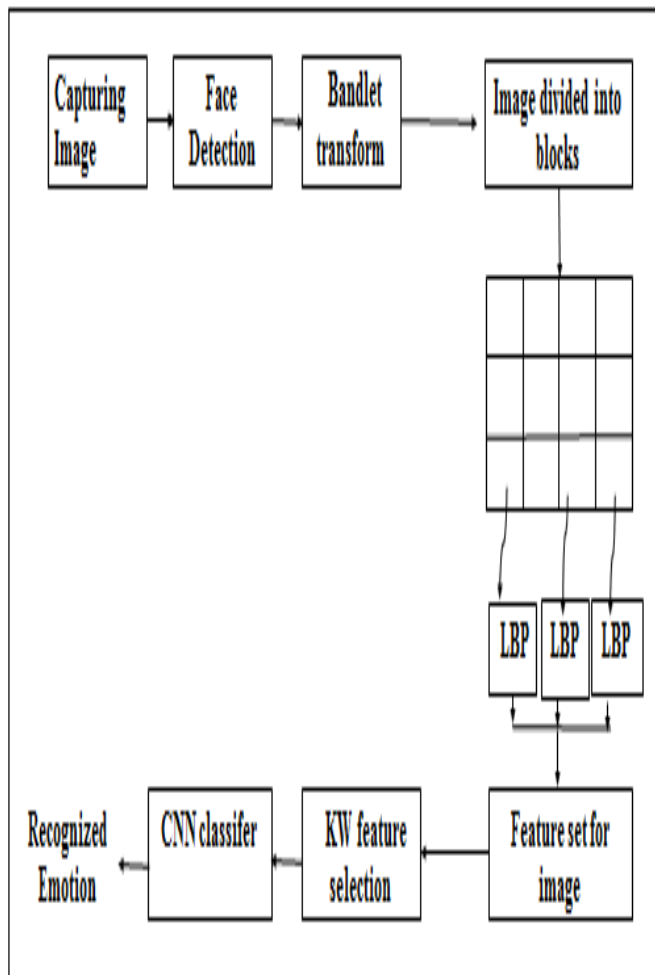 Capturing
Image
Face
Detection
Bandlet
transform
Image divided into
blocks
LBP
LBP
LBP
Feature set for
image
KW feature
selection
CNN classifer
Recognized
Emotion